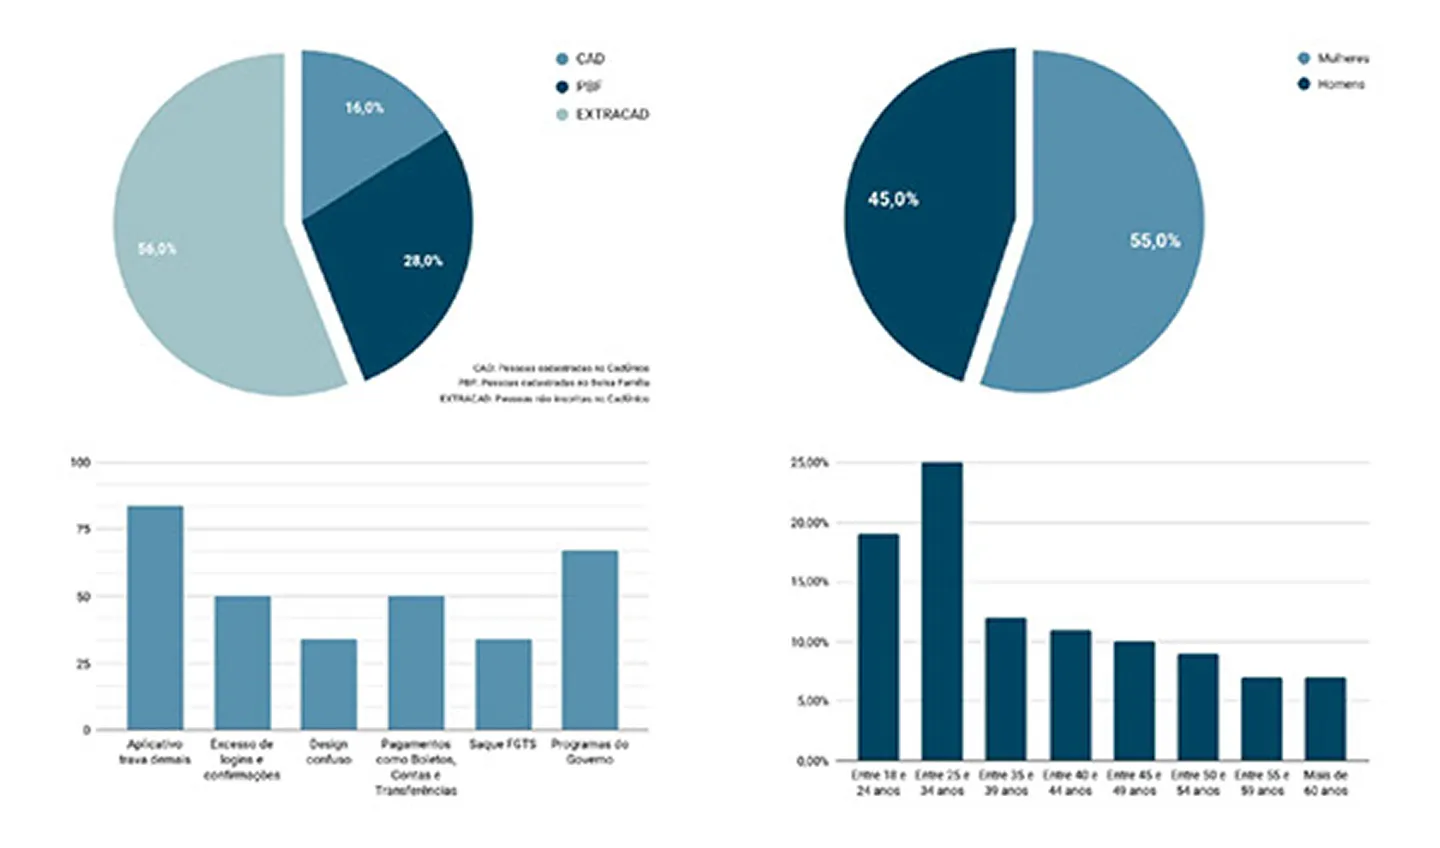 CAD
PBF
EXTRACAD
16,0%
56,0%
28,0%
CAD: Pessoas cadastradas no CadÚnico
PBF: Pessoas cadastradas no Bolsa Família
EXTRACAD: Pessoas não inscritas no CadÚnico
Mulheres
Homens
45,0%
55,0%
100
75
50
25
0
Aplicativo
trava demais
Excesso de
logins e
confirmações
Design
confuso
Pagamentos
como Boletos,
Contas e
Transferências
Saque FGTS
Programas do
Governo
25,00%
20,00%
15,00%
10,00%
5,00%
0,00%
Entre 18 e
24 anos
Entre 25 e
34 anos
Entre 35 e
39 anos
Entre 40 e
44 anos
Entre 45 e
49 anos
Entre 50 e
54 anos
Entre 55 e
59 anos
Mais de
60 anos